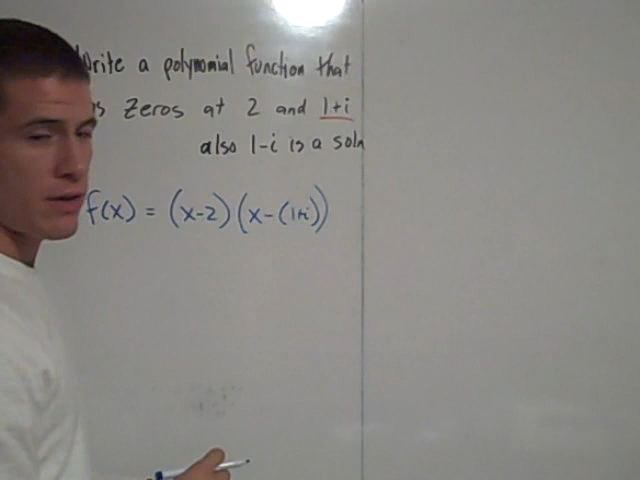 Write a polynomial function that
zeros at 2 and 1+i
also 1-i is a soln
f(x) = (x-2)(x-(1+i))